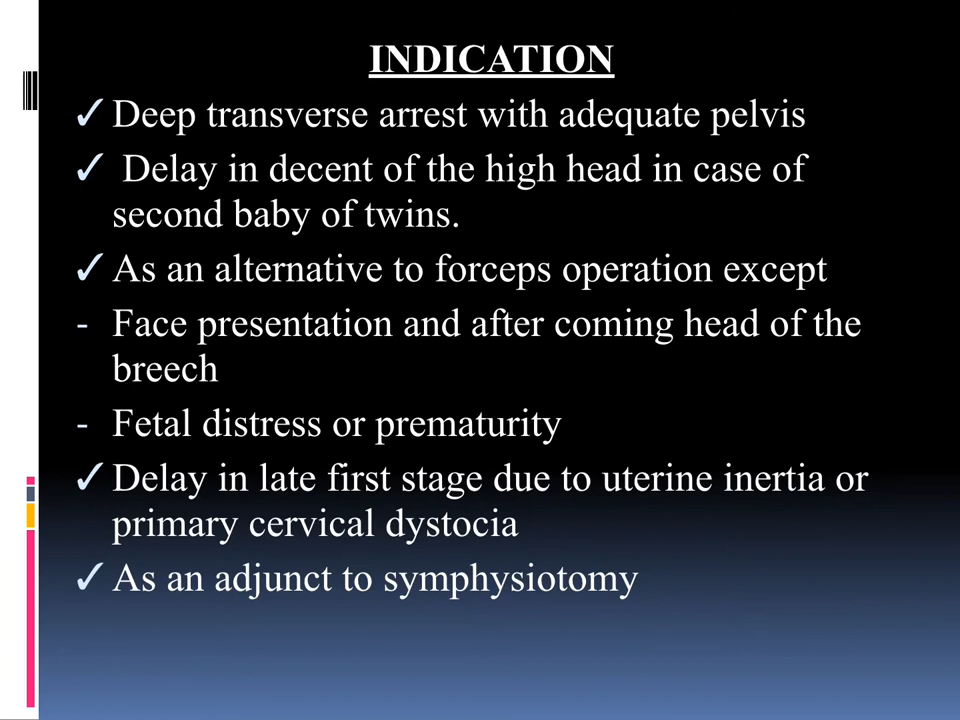 INDICATION
✓ Deep transverse arrest with adequate pelvis
✓ Delay in decent of the high head in case of
second baby of twins.
✓ As an alternative to forceps operation except
- Face presentation and after coming head of the
breech
- Fetal distress or prematurity
✓ Delay in late first stage due to uterine inertia or
primary cervical dystocia
✓ As an adjunct to symphysiotomy